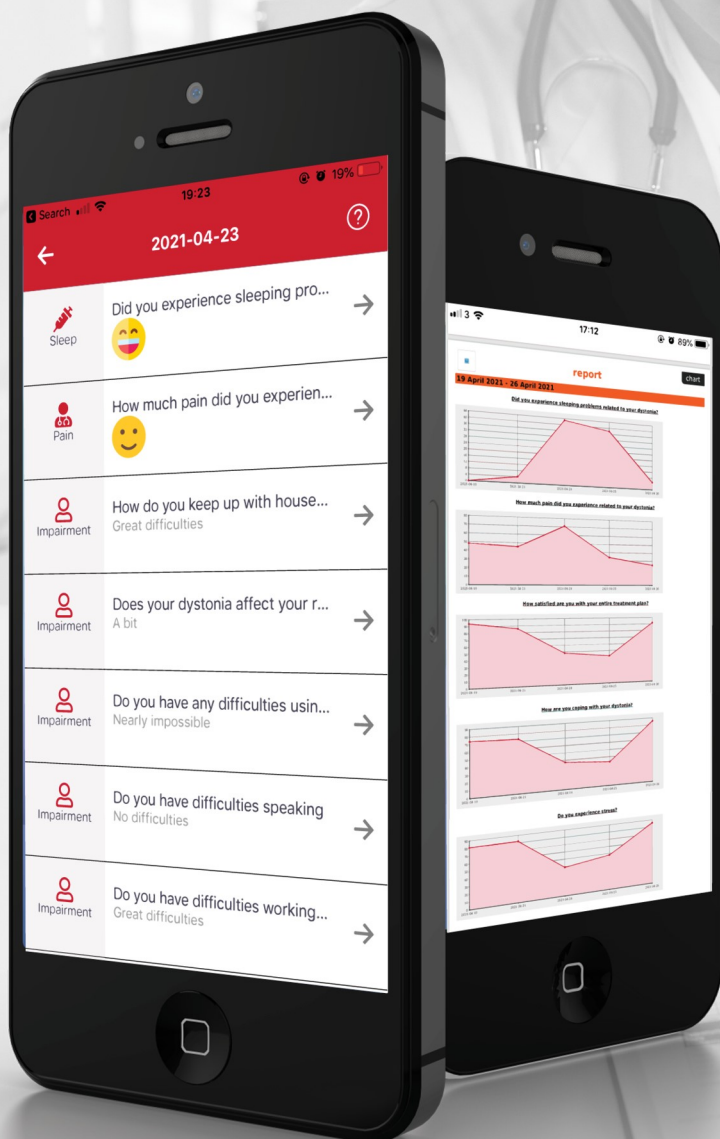 Search
19:23
19%
2021-04-23
?
Sleep
Did you experience sleeping pro...
Pain
How much pain did you experien...
Impairment
How do you keep up with house...
Great difficulties
Impairment
Does your dystonia affect your r...
A bit
Impairment
Do you have any difficulties usin...
Nearly impossible
Impairment
Do you have difficulties speaking
No difficulties
Impairment
Do you have difficulties working...
Great difficulties
3
17:12
89%
report
chart
19 April 2021 - 26 April 2021
Did you experience sleeping problems related to your dystonia?
How much pain did you experience related to your dystonia?
How satisfied are you with your entire treatment plan?
How are you coping with your dystonia?
Do you experience stress?